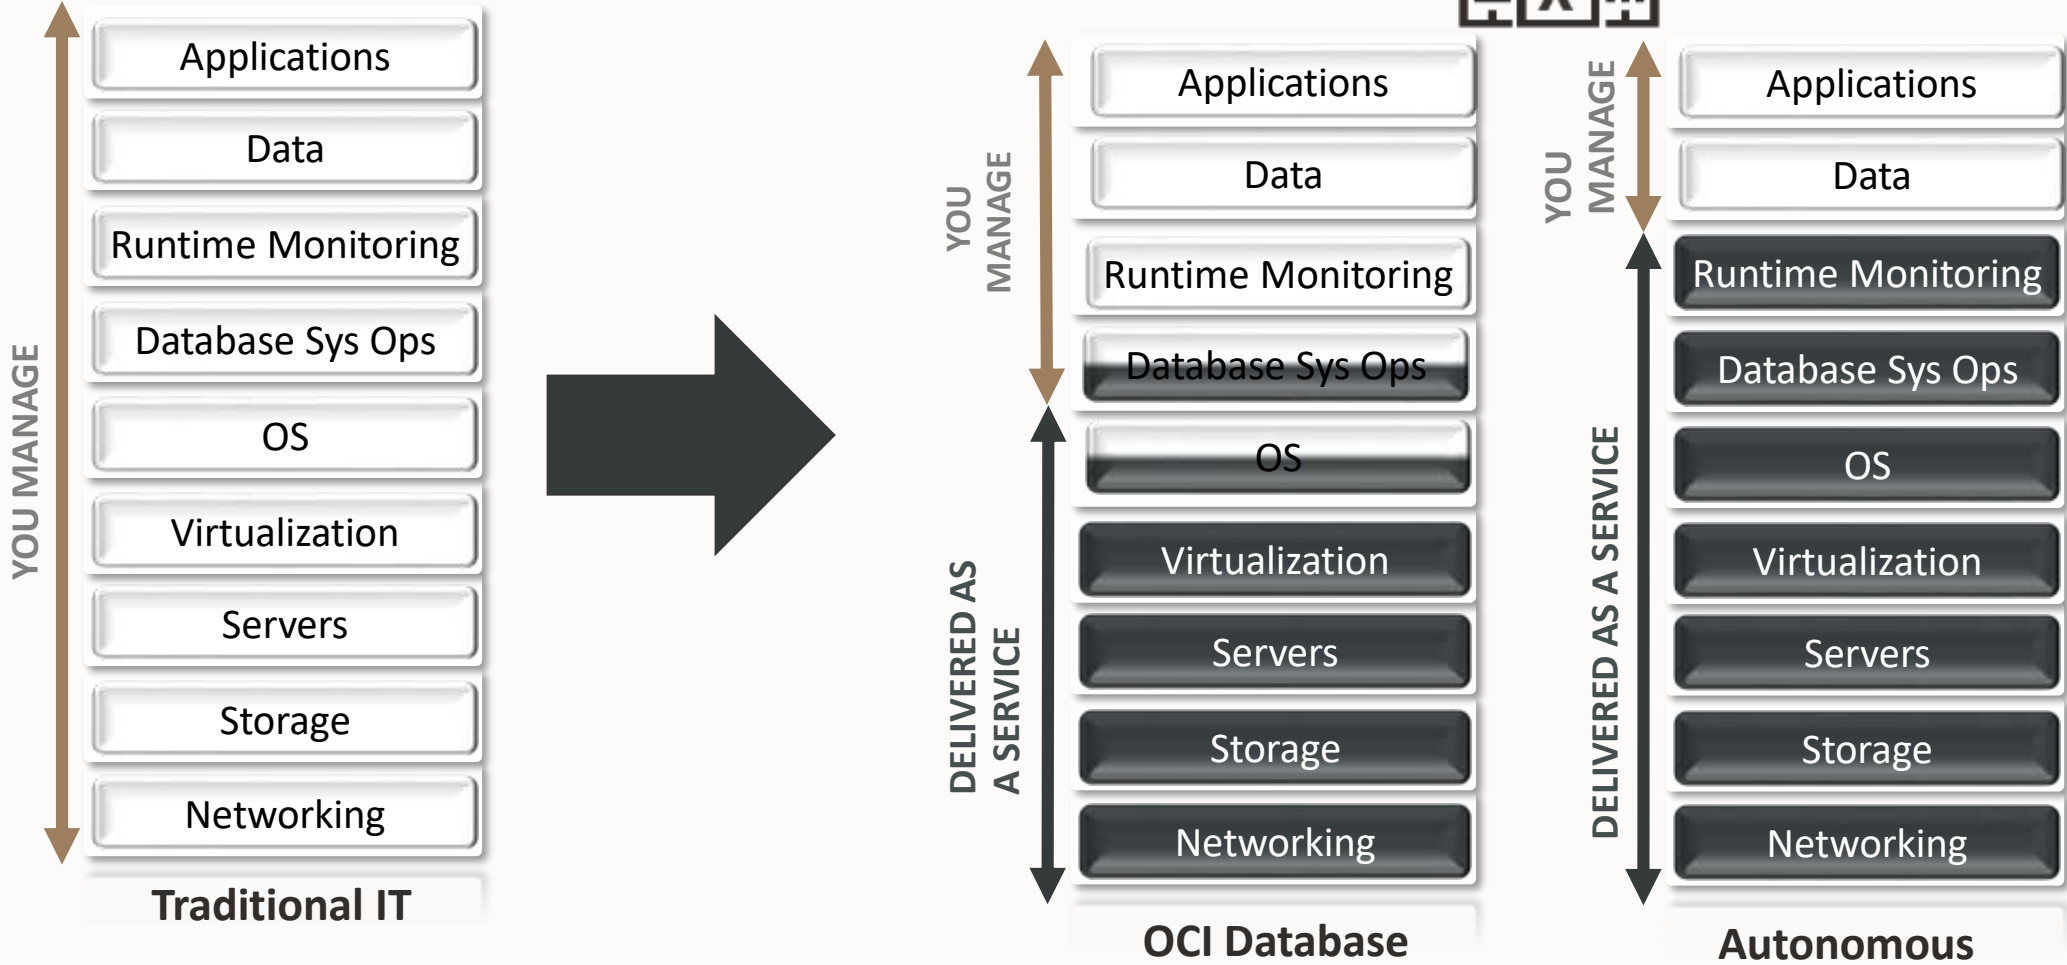 YOU MANAGE
Applications
Data
Runtime Monitoring
Database Sys Ops
OS
Virtualization
Servers
Storage
Networking
Traditional IT
YOU
MANAGE
DELIVERED AS
A SERVICE
Applications
Data
Runtime Monitoring
Database Sys Ops
OS
Virtualization
Servers
Storage
Networking
OCI Database
YOU
MANAGE
DELIVERED AS A SERVICE
Applications
Data
Runtime Monitoring
Database Sys Ops
OS
Virtualization
Servers
Storage
Networking
Autonomous